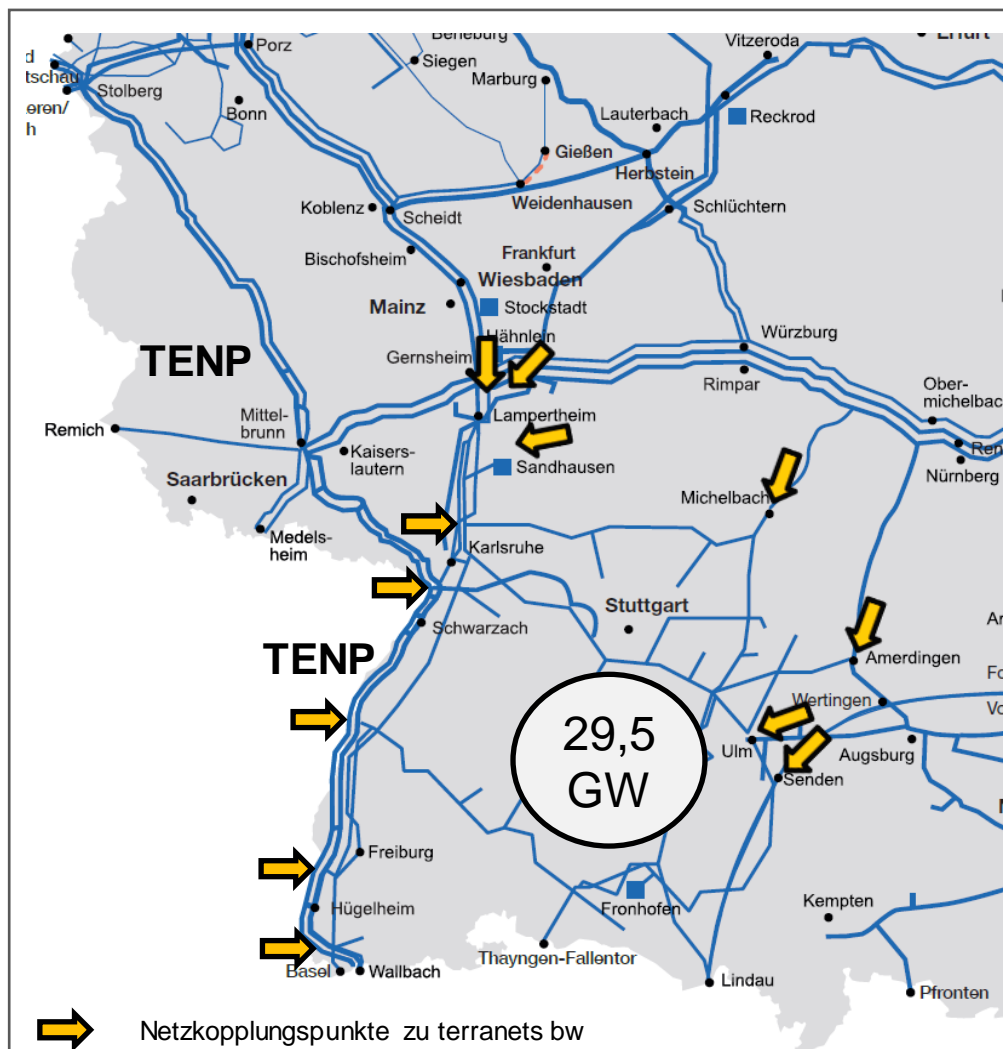 Porz
Berleburg
Siegen
Vitzeroda
Erfurt
Marburg
Stolberg
Bonn
Lauterbach
Reckrod
Gießen
Herbstein
Weidenhausen
Koblenz
Scheidt
Schlüchtern
Bischofsheim
Frankfurt
Wiesbaden
Mainz
Stockstadt
Hähnlein
Würzburg
TENP
Gernsheim
Rimpar
Ober-
michelbach
Mittel-
brunn
Lampertheim
Remich
Kaisers-
lautern
Sandhausen
Nürnberg
Saarbrücken
Michelbach
Medels-
heim
Karlsruhe
Stuttgart
Schwarzach
TENP
Amerdingen
Wertingen
29,5
GW
Ulm
Augsburg
Senden
Freiburg
Hügelheim
Fronhofen
Kempten
Basel
Wallbach
Thayngen-Fallentor
Lindau
Pfronten
Netzkopplungspunkte zu terranets bw